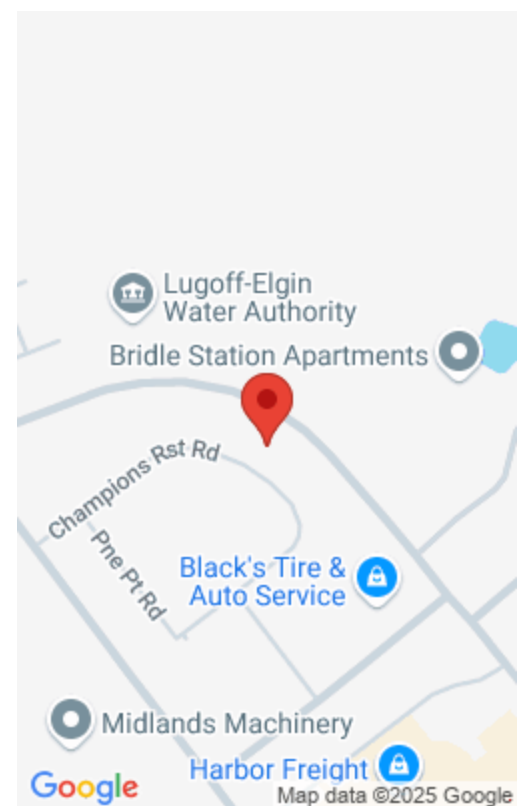 Lugoff-Elgin
Water Authority
Bridle Station Apartments
Champions Rst Rd
Pne Pt Rd
Black's Tire &
Auto Service
Midlands Machinery
Harbor Freight
Google
Map data ©2025 Google